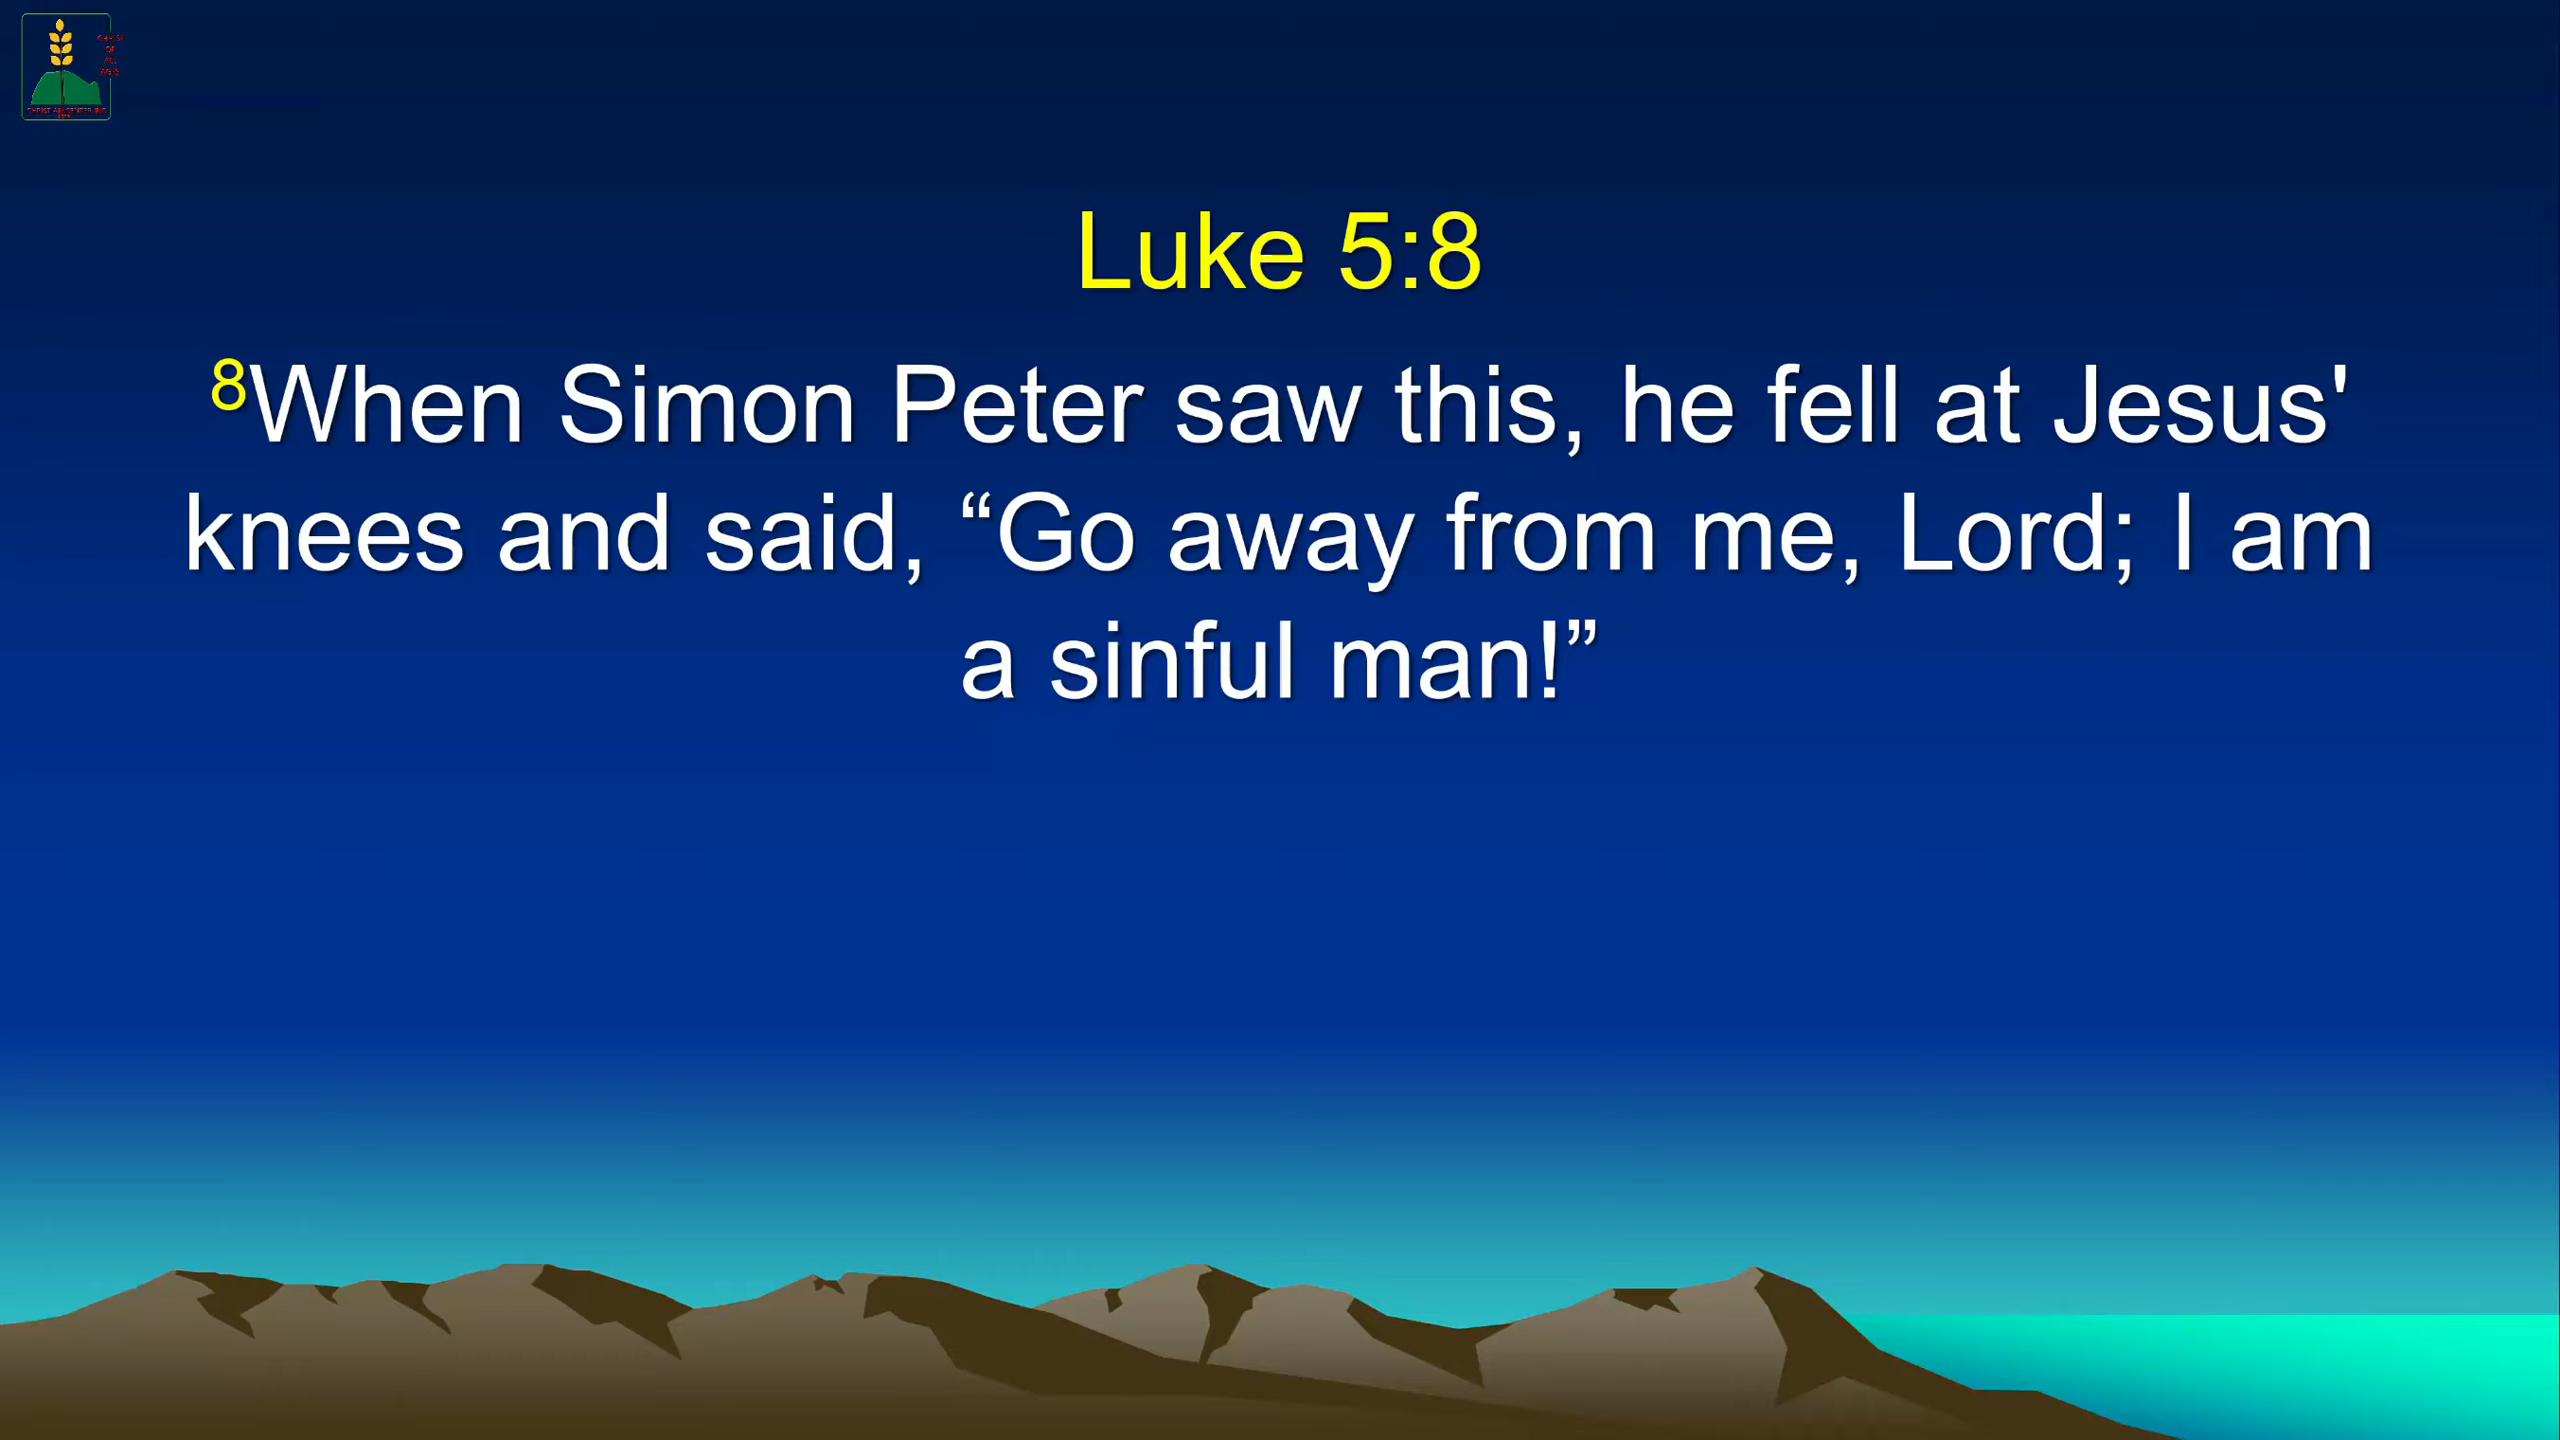 Luke 5:8
8When Simon Peter saw this, he fell at Jesus'
knees and said, “Go away from me, Lord; I am
a sinful man!”